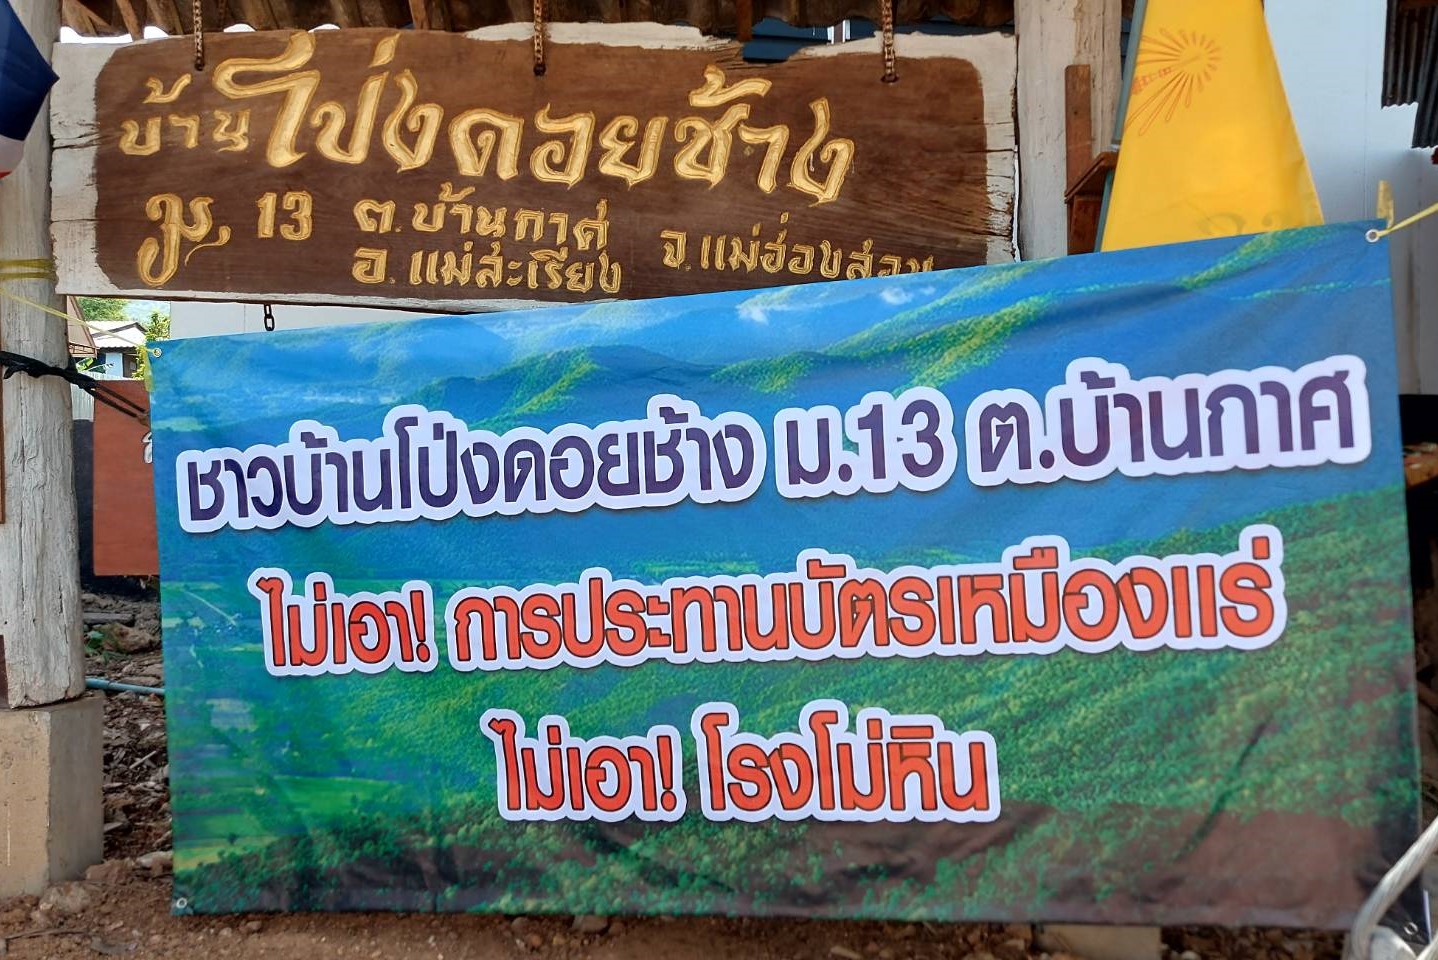 บ้านโป่งดอยช้าง
ม. 13 ต.บ้านกาศ
อ.แม่สะเรียง จ.แม่ฮ่องสอน
ชาวบ้านโป่งดอยช้าง ม.13 ต.บ้านกาศ
ไม่เอา! การประทานบัตรเหมืองแร่
ไม่เอา! โรงโม่หิน